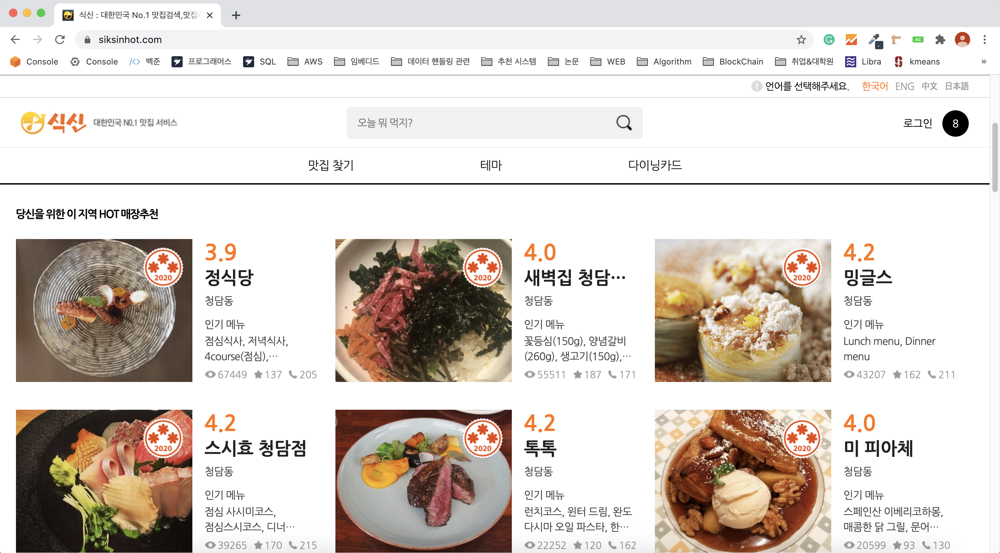 식신 : 대한민국 No.1 맛집검색,맛집
siksinhot.com
AC
Console Console 백준 프로그래머스 SQL AWS 임베디드 데이터 핸들링 관련 추천 시스템 논문 WEB Algorithm BlockChain 취업&대학원 Libra kmeans »
언어를 선택해주세요. 한국어 ENG 中文 日本語
식신 대한민국 NO.1 맛집 서비스
오늘 뭐 먹지?
로그인 8
맛집 찾기 테마 다이닝카드
당신을 위한 이 지역 HOT 매장추천
2020
3.9
정식당
청담동
인기 메뉴
점심식사, 저녁식사,
4course(점심),…
67449 137 205
2020
4.0
새벽집 청담…
청담동
인기 메뉴
꽃등심(150g), 양념갈비
(260g), 생고기(150g),…
55511 187 171
2020
4.2
밍글스
청담동
인기 메뉴
Lunch menu, Dinner
menu
43207 162 211
2020
4.2
스시효 청담점
청담동
인기 메뉴
점심 사시미코스,
점심스시코스, 디너…
39265 170 215
2020
4.2
톡톡
청담동
인기 메뉴
런치코스, 윈터 드림, 완도
다시마 오일 파스타, 한…
22252 120 162
2020
4.0
미 피아체
청담동
인기 메뉴
스페인산 이베리코하몽,
매콤한 닭 그릴, 문어…
20599 93 130